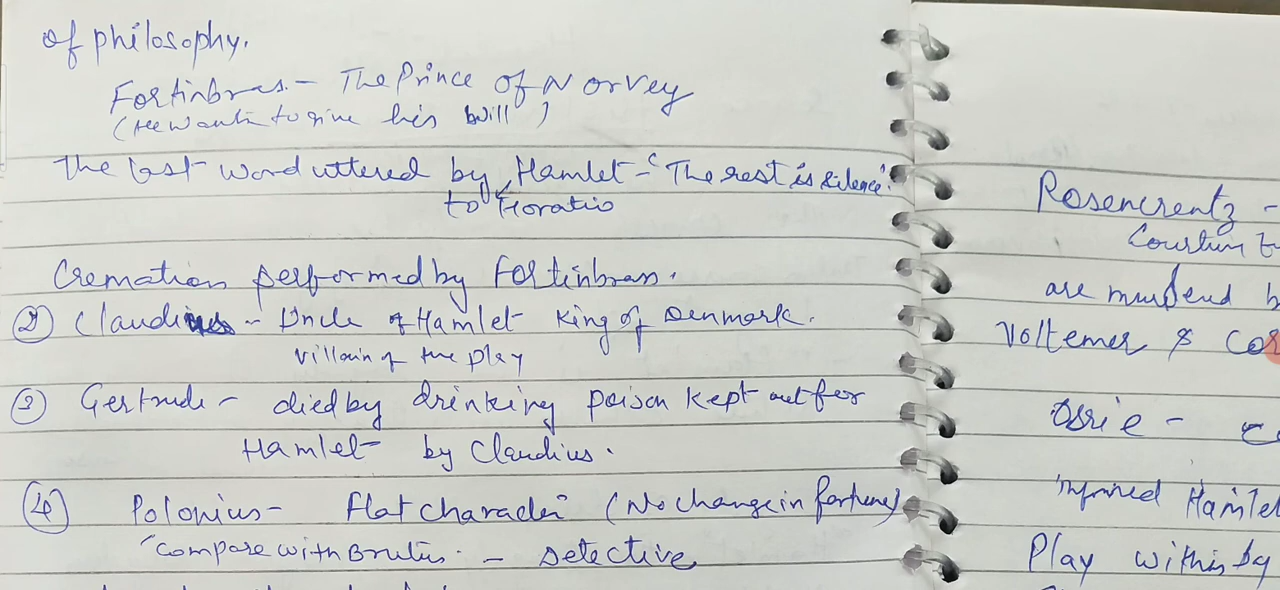 of philosophy.
Fortinbras - The Prince of Norvey
(He wants to give his will)
The last word uttered by Hamlet - "The rest is silence".
to Horatio
Cremation performed by Fortinbras.
② Claudius - Uncle of Hamlet King of Denmark.
Villain of the play
③ Gertrude - died by drinking poison kept out for
Hamlet by Claudius.
④ Polonius - flat character (No change in fortune)
Compare with Brutus. - Detective
Rosencrentz -
Are
Voltemer &
Osric -
informed Hamlet
Play within by